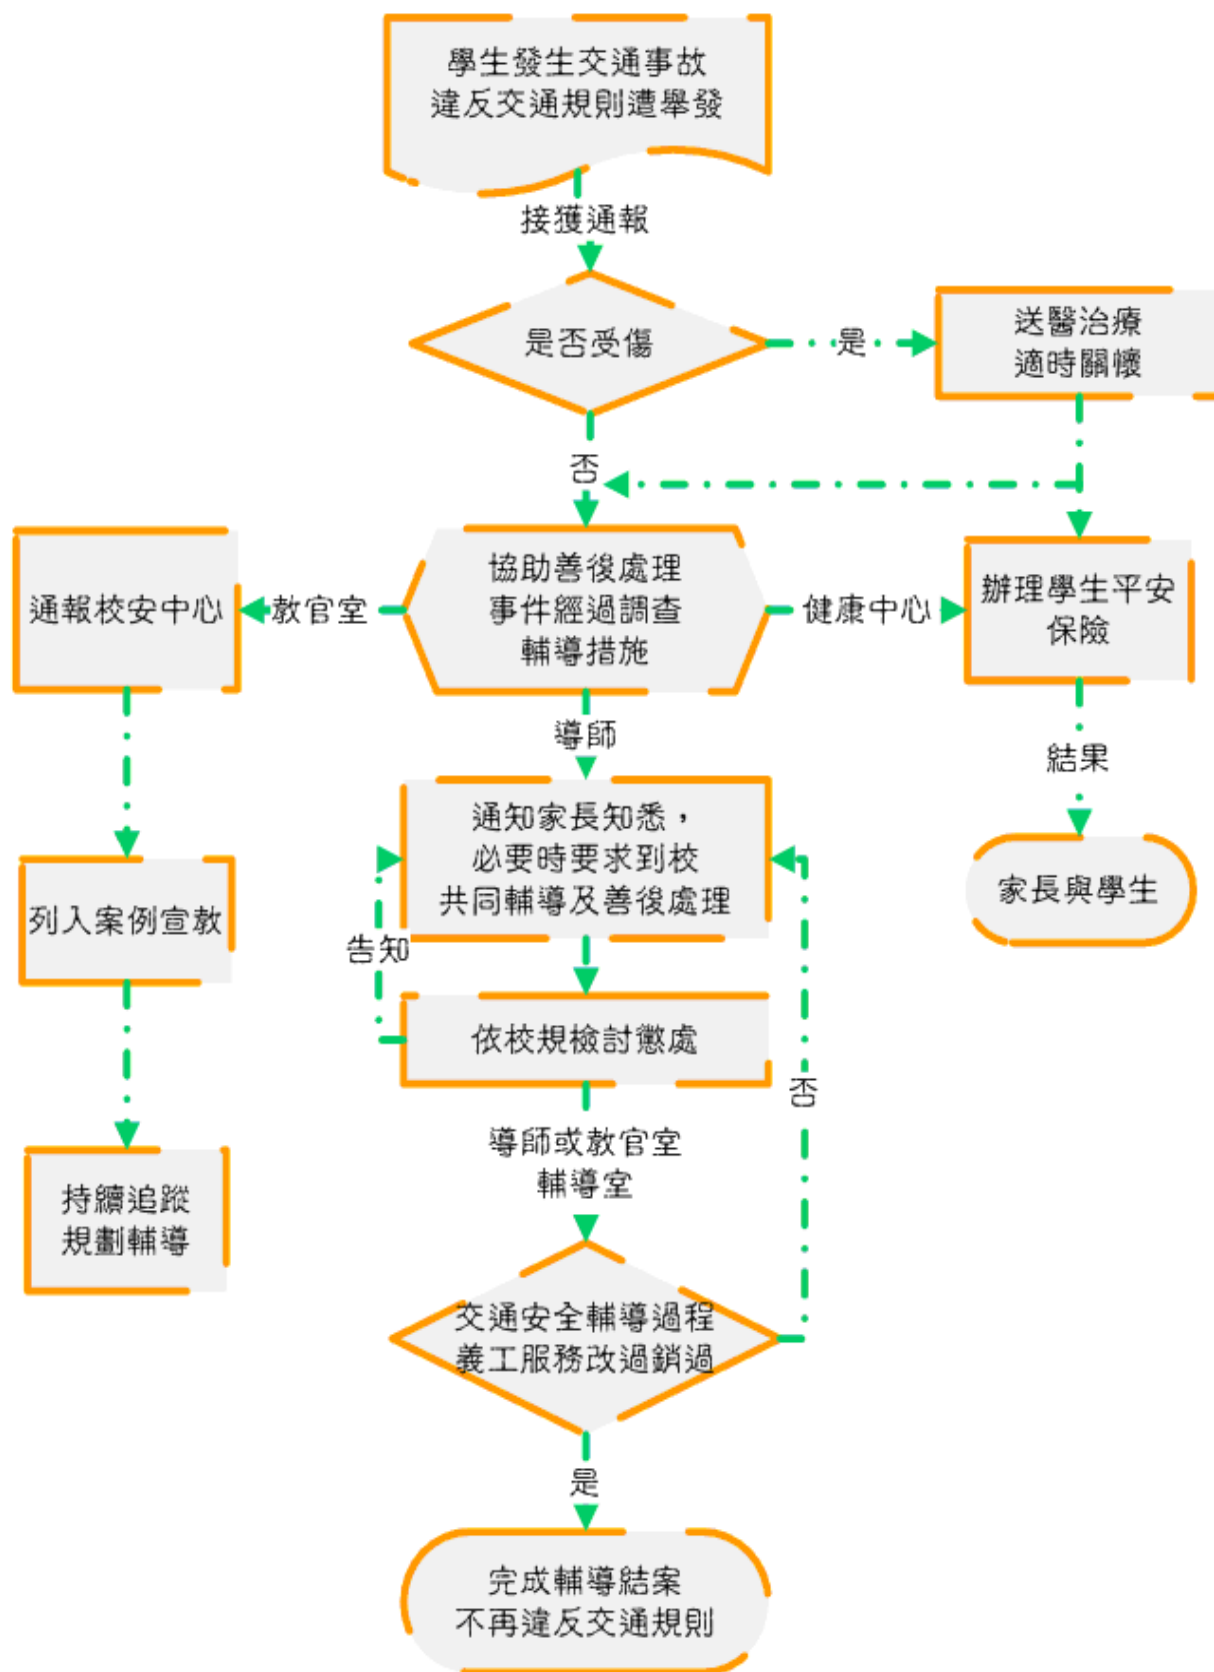 學生發生交通事故
違反交通規則遭舉發
接獲通報
是否受傷
是
送醫治療
適時關懷
否
協助善後處理
事件經過調查
輔導措施
教官室
通報校安中心
健康中心
辦理學生平安
保險
導師
結果
通知家長知悉，
必要時要求到校
共同輔導及善後處理
家長與學生
列入案例宣教
告知
依校規檢討懲處
否
導師或教官室
輔導室
持續追蹤
規劃輔導
交通安全輔導過程
義工服務改過銷過
是
完成輔導結案
不再違反交通規則